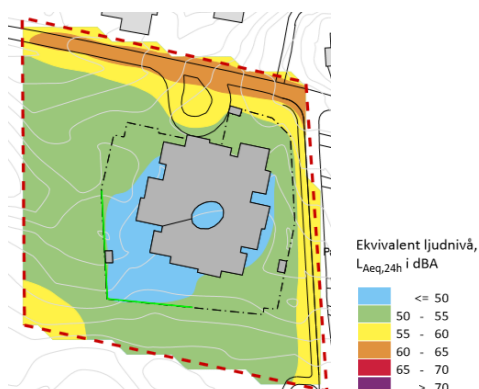 Ekvivalent ljudnivå,
LAeq,24h i dBA
<= 50
50 - 55
55 - 60
60 - 65
65 - 70
> 70